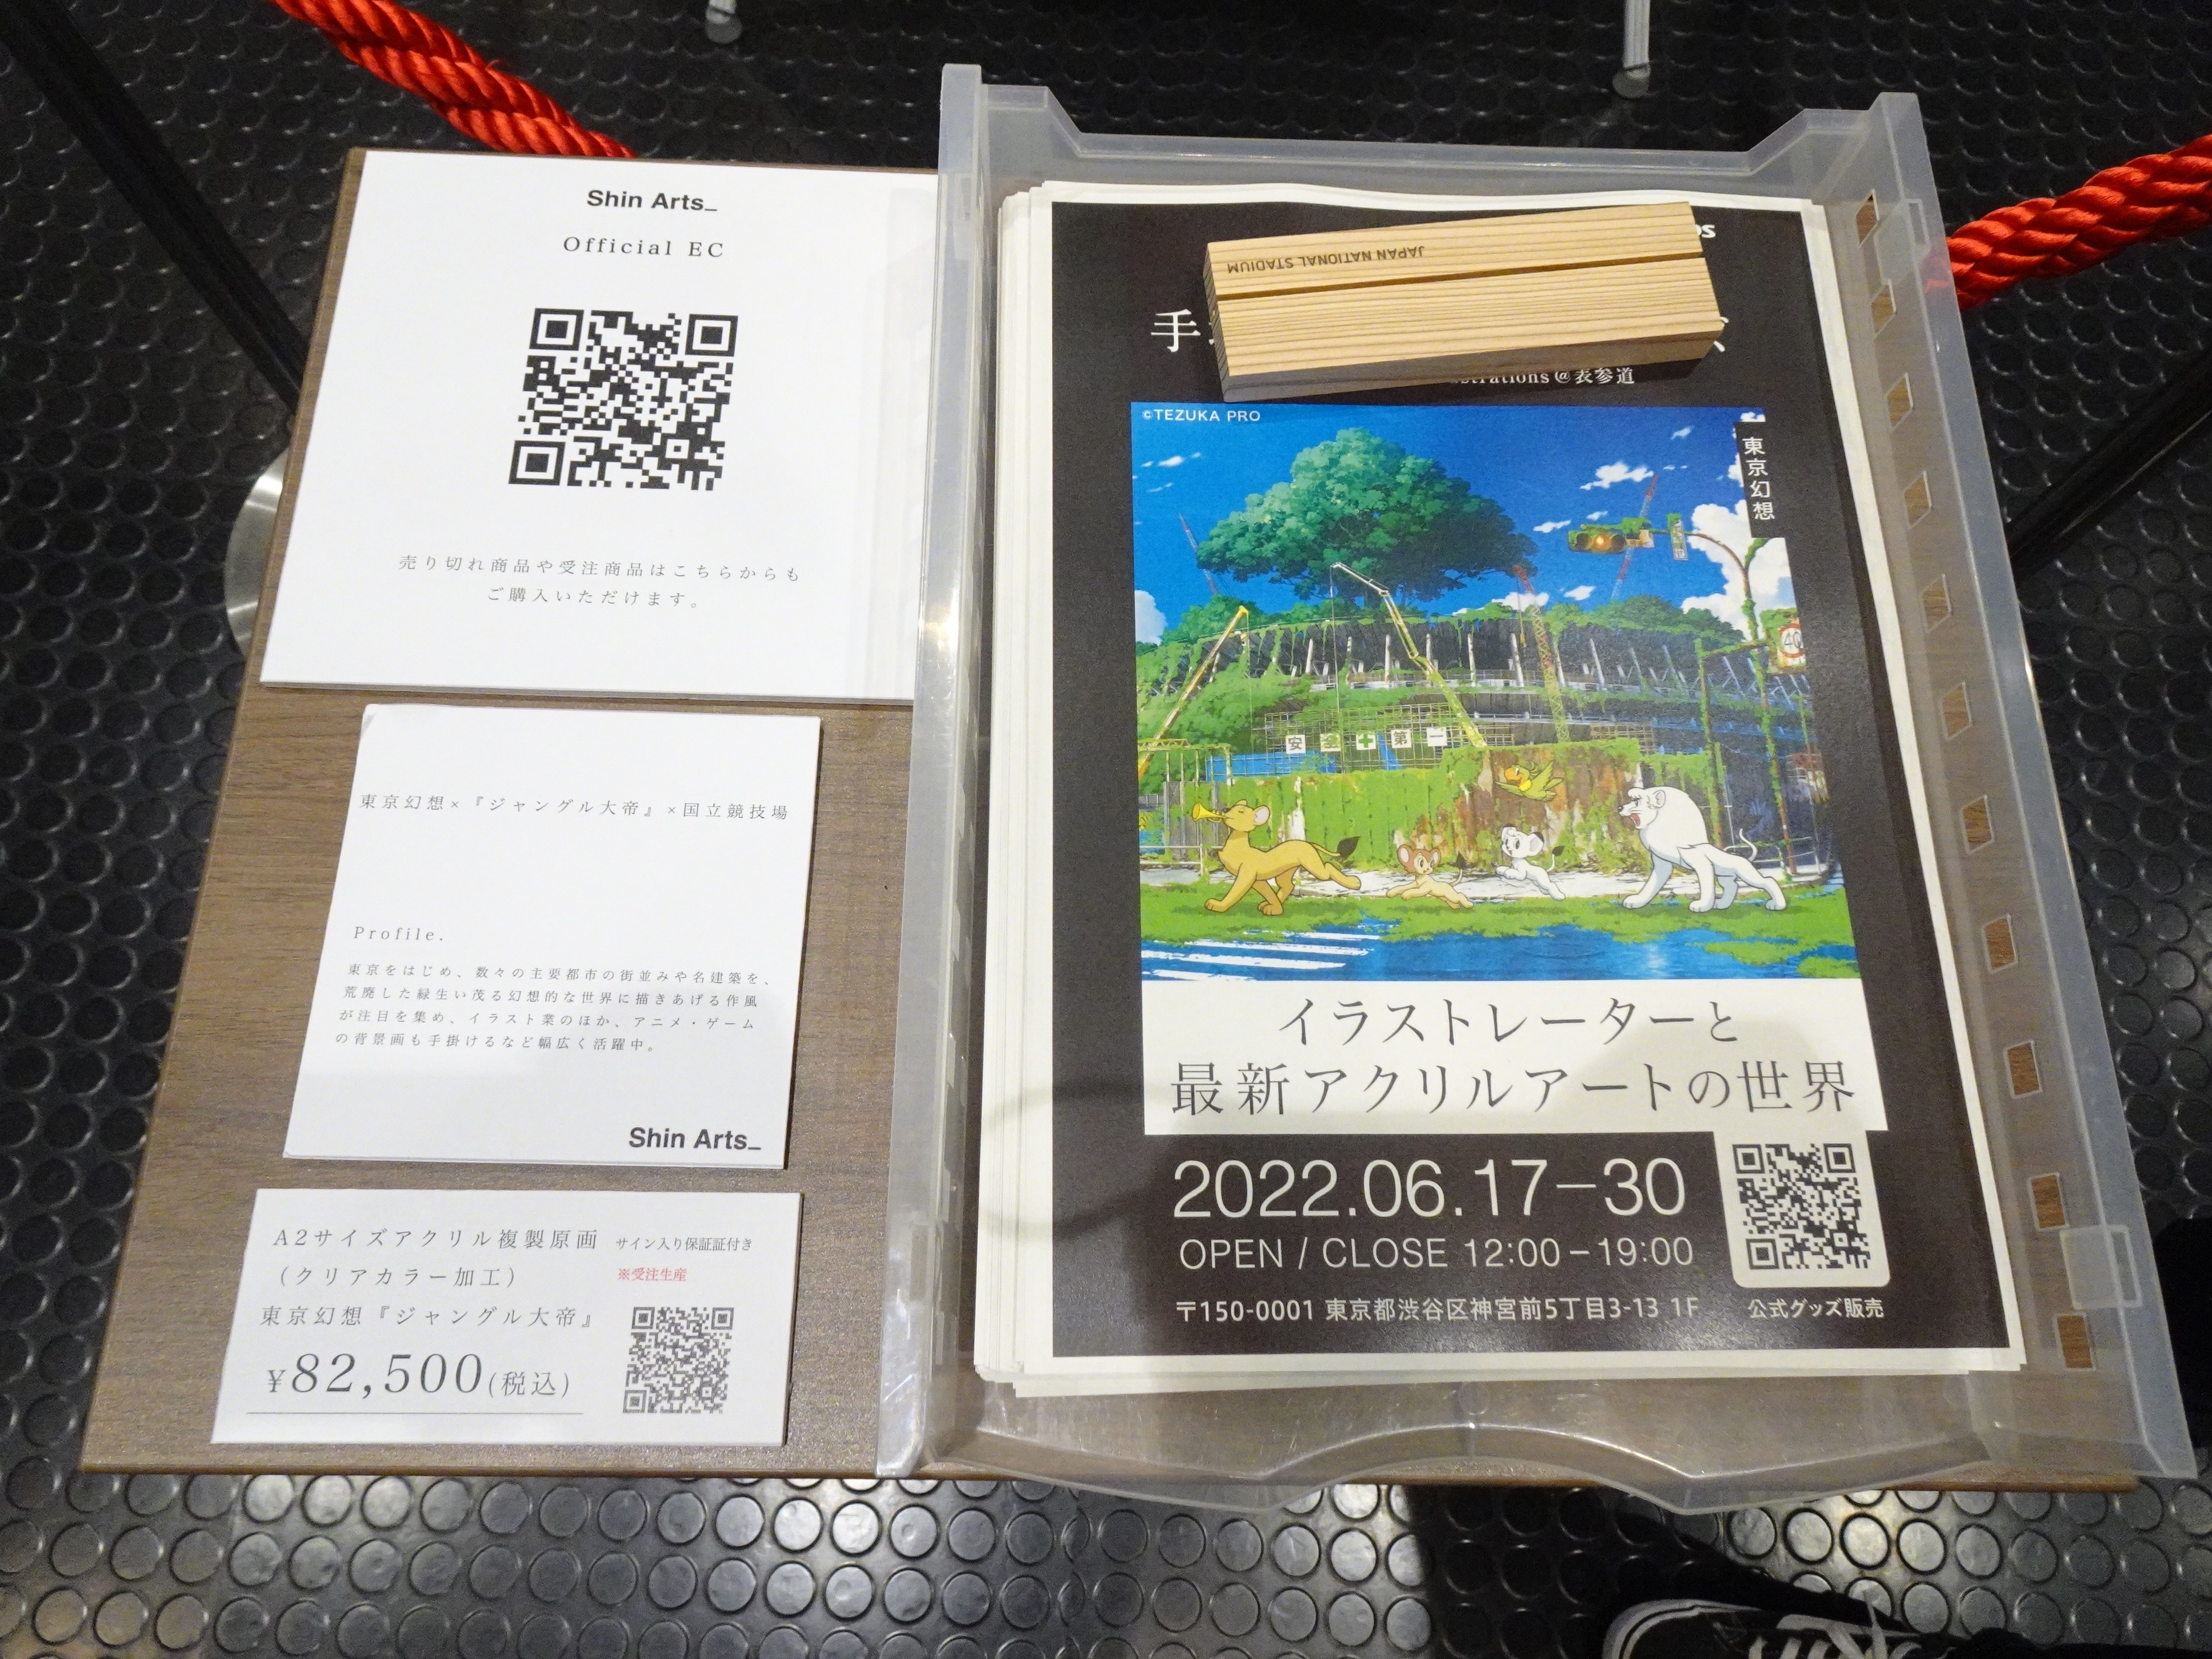 Shin Arts_
Official EC
売り切れ商品や受注商品はこちらからも
ご購入いただけます。
東京幻想×『ジャングル大帝』×国立競技場
Profile.
東京をはじめ、数々の主要都市の街並みや名建築を、
荒廃した緑生い茂る幻想的な世界に描きあげる作風
が注目を集め、イラスト業のほか、アニメ・ゲーム
の背景画も手掛けるなど幅広く活躍中。
Shin Arts_
A2サイズアクリル複製原画 サイン入り保証証付き
(クリアカラー加工) ※受注生産
東京幻想『ジャングル大帝』
¥82,500(税込)
JAPAN NATIONAL STADIUM
手
@表参道
©TEZUKA PRO
東京幻想
40
安全+第一
イラストレーターと
最新アクリルアートの世界
2022.06.17−30
OPEN / CLOSE 12:00−19:00
〒150-0001 東京都渋谷区神宮前5丁目3-13 1F
公式グッズ販売